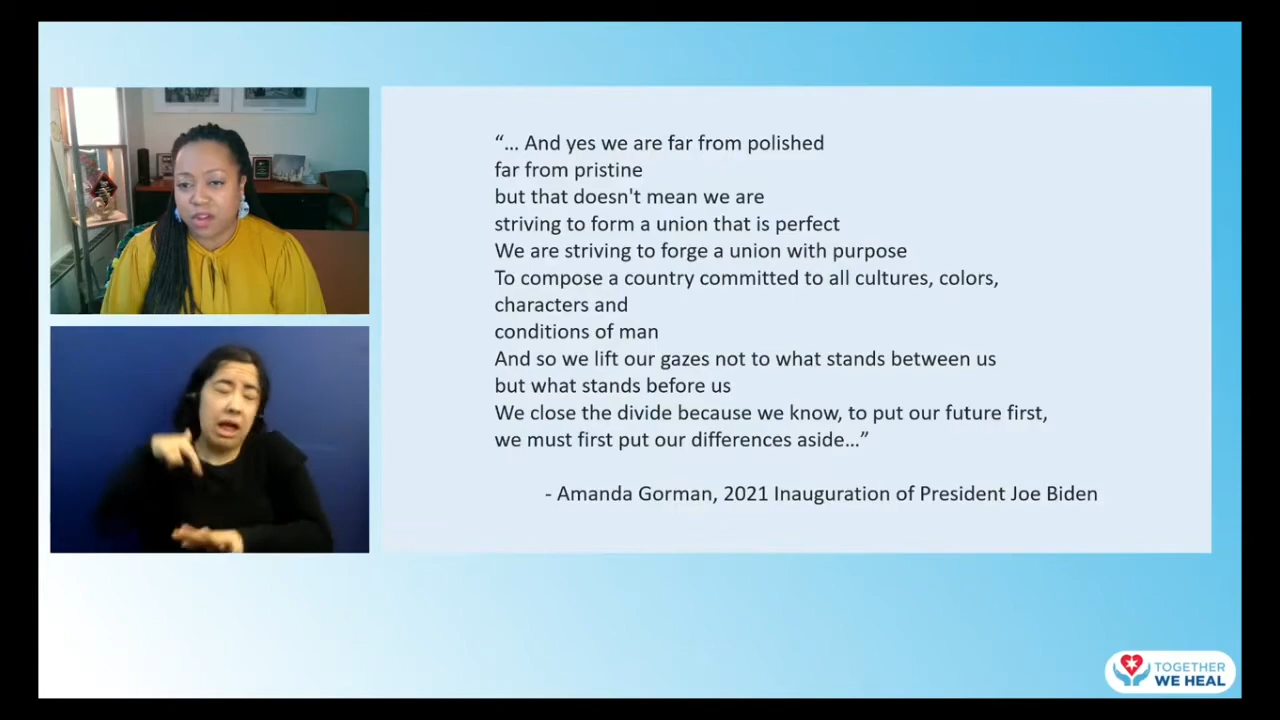 “... And yes we are far from polished
far from pristine
but that doesn't mean we are
striving to form a union that is perfect
We are striving to forge a union with purpose
To compose a country committed to all cultures, colors,
characters and
conditions of man
And so we lift our gazes not to what stands between us
but what stands before us
We close the divide because we know, to put our future first,
we must first put our differences aside...”
- Amanda Gorman, 2021 Inauguration of President Joe Biden
TOGETHER
WE HEAL